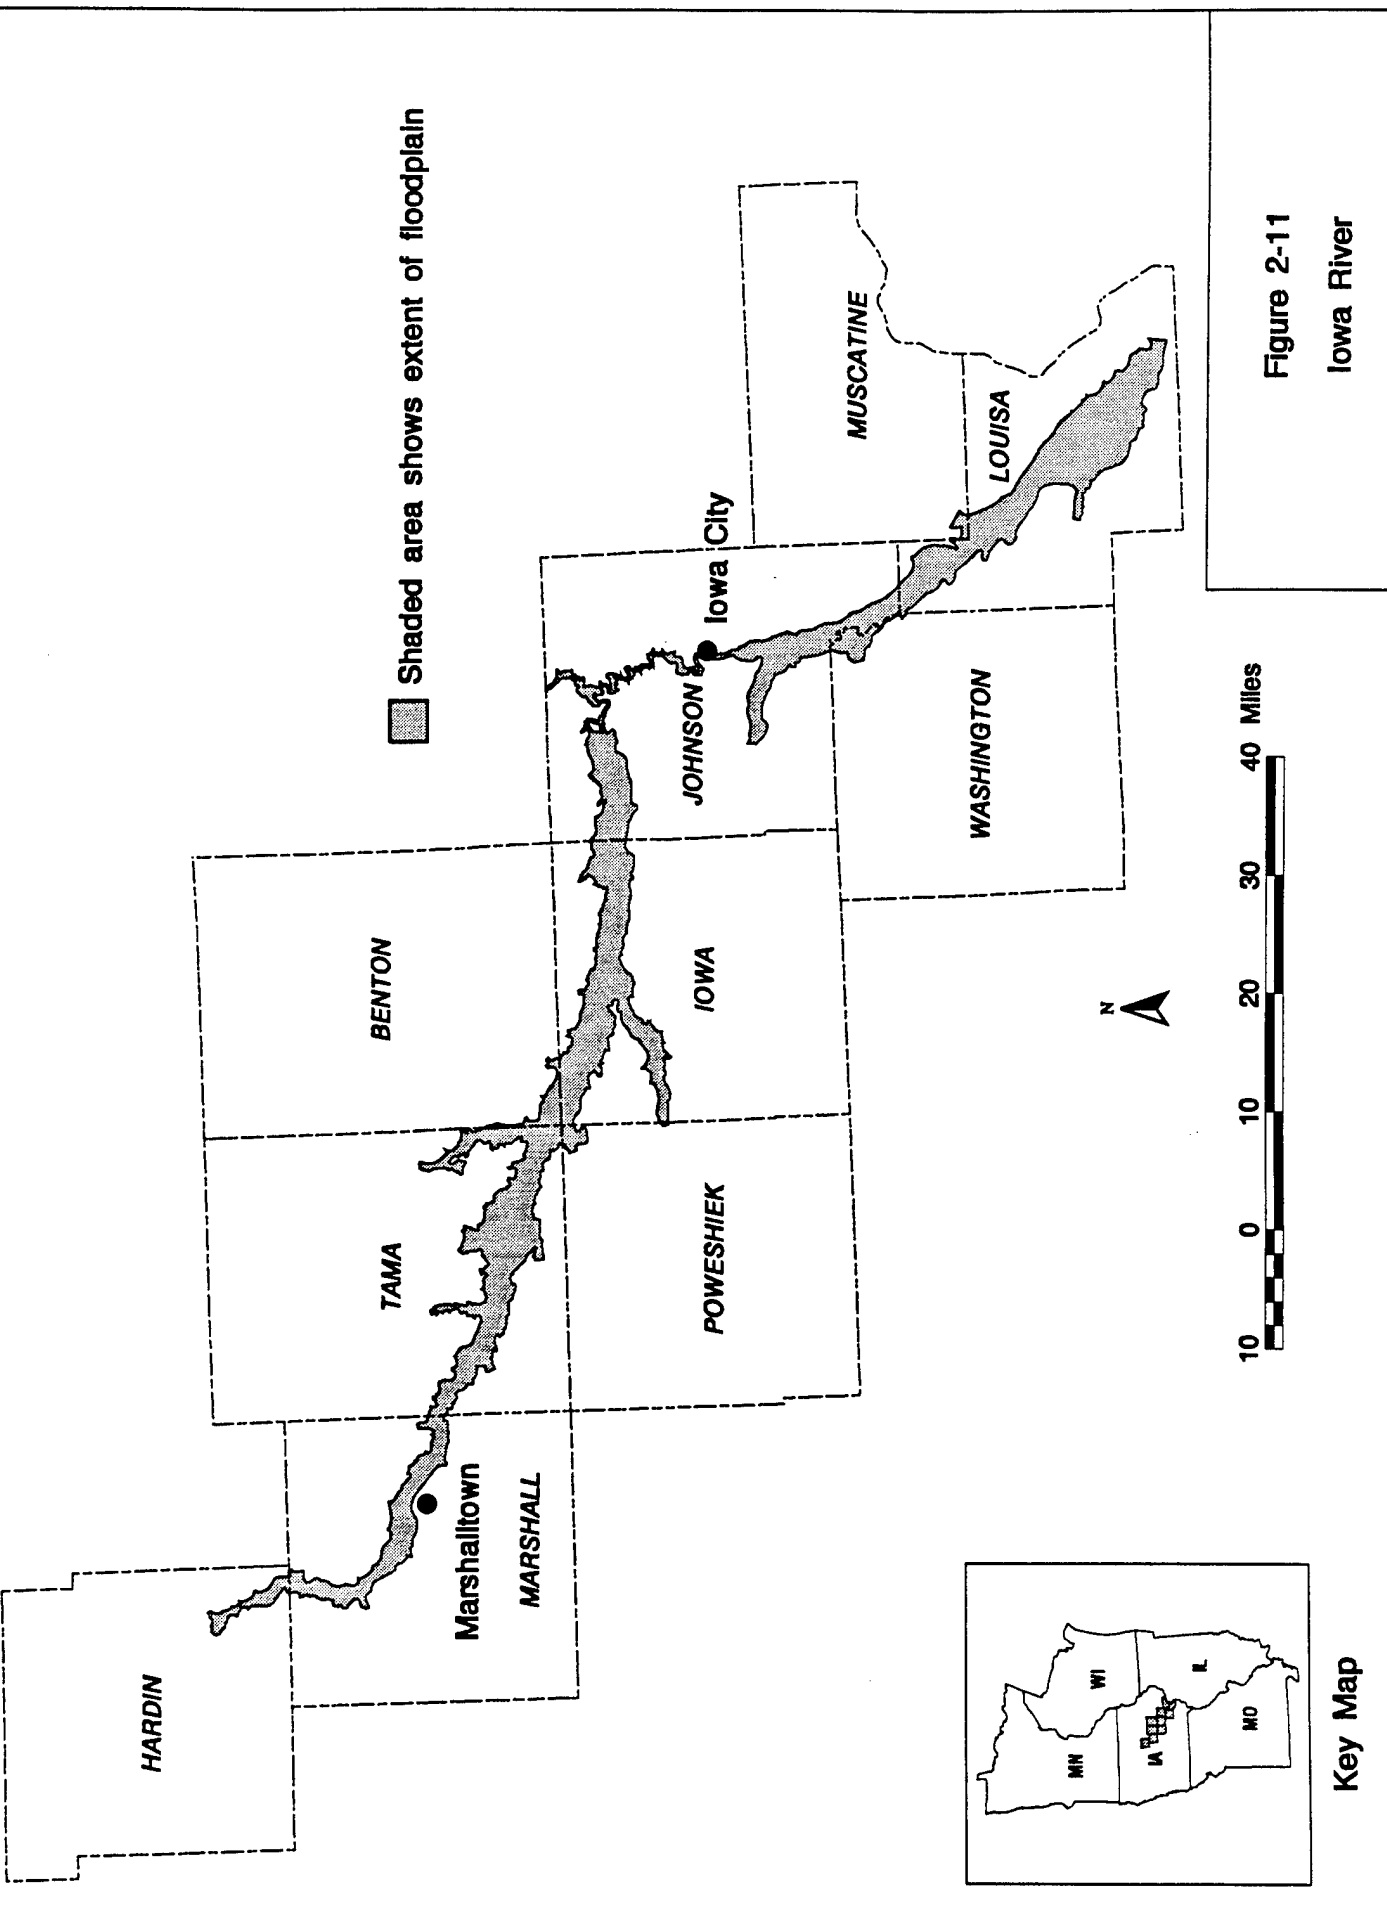 Shaded area shows extent of floodplain
HARDIN
MARSHALL
Marshalltown
TAMA
BENTON
POWESHIEK
IOWA
JOHNSON
Iowa City
WASHINGTON
MUSCATINE
LOUISA
N
10 0 10 20 30 40 Miles
MN
WI
IA
IL
MO
Key Map
Figure 2-11
Iowa River